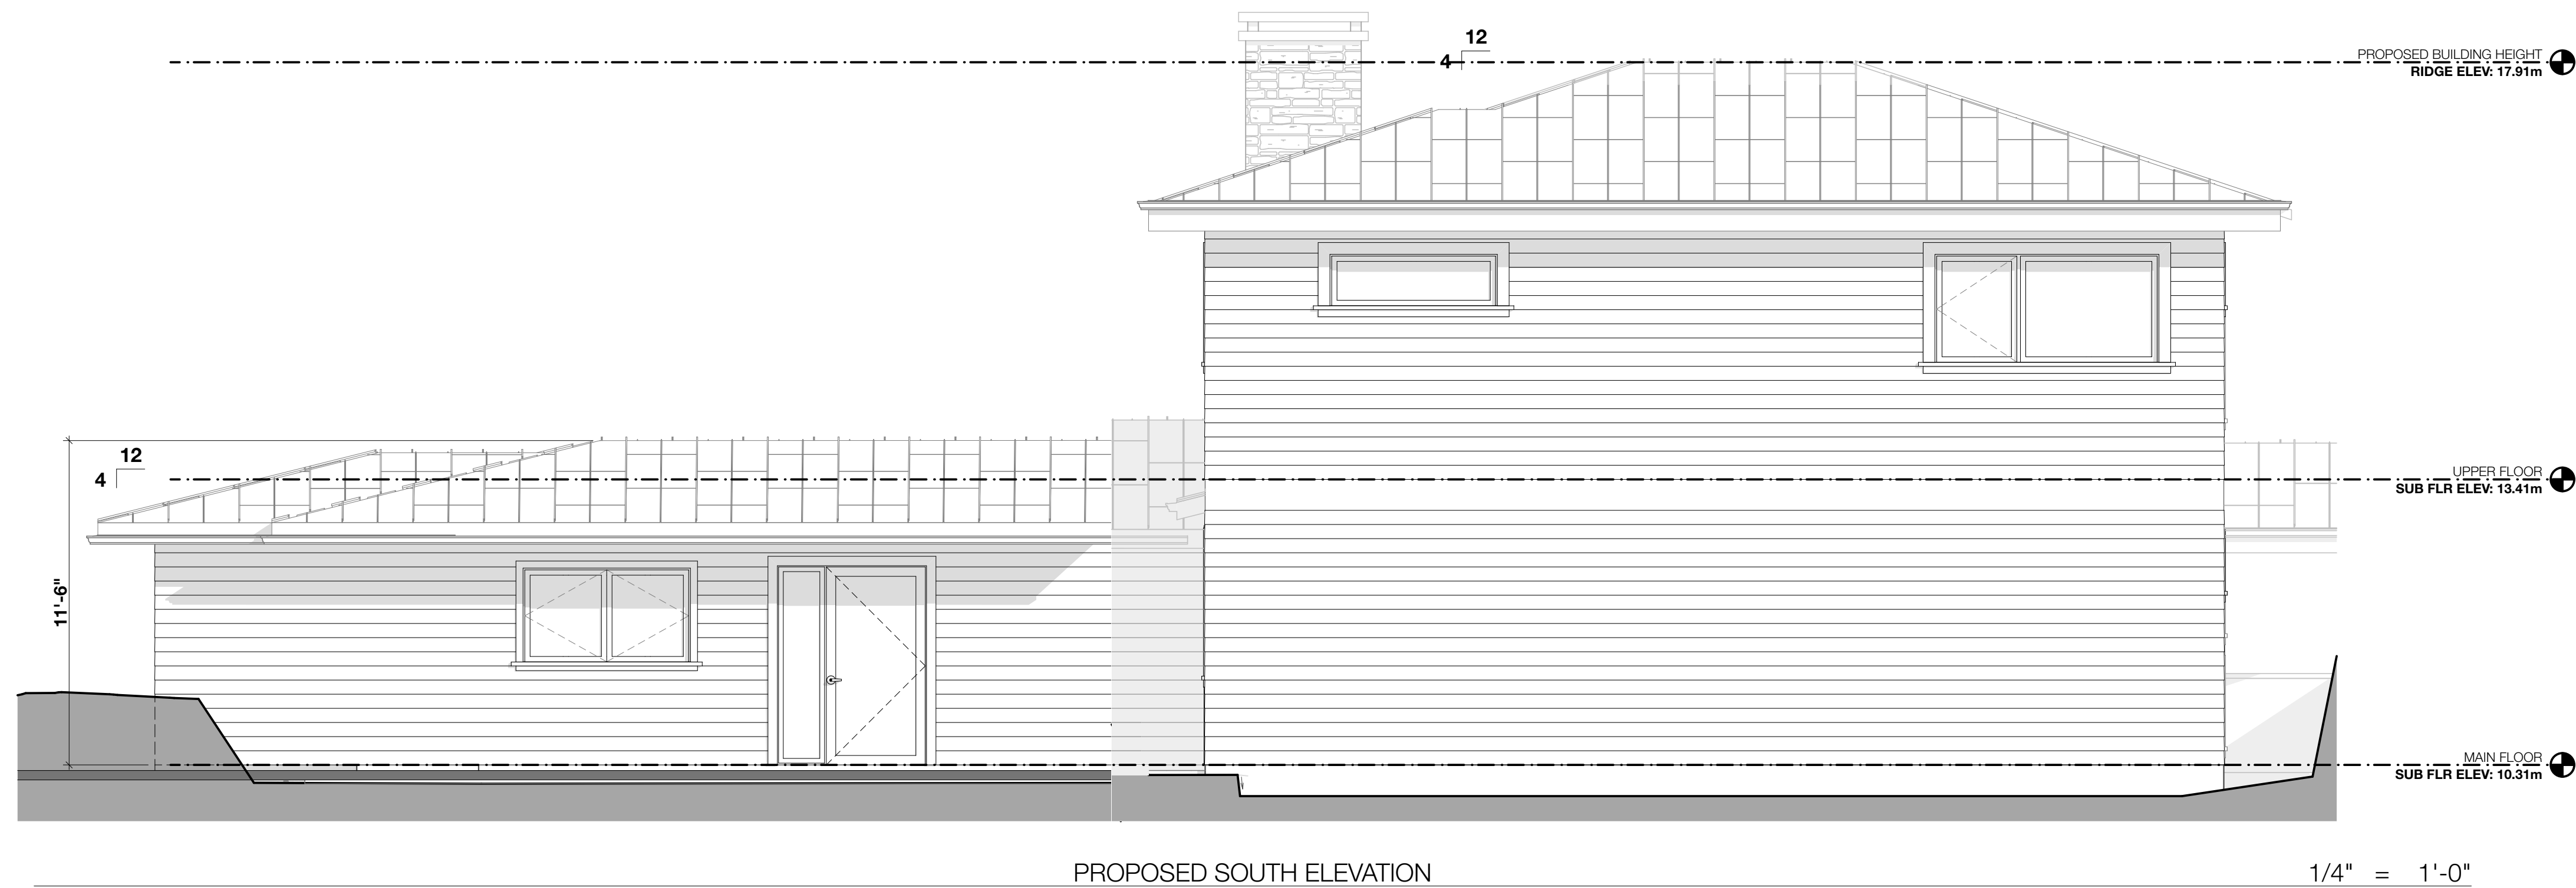 12
4
PROPOSED BUILDING HEIGHT
RIDGE ELEV: 17.91m
12
4
UPPER FLOOR
SUB FLR ELEV: 13.41m
11'-6"
MAIN FLOOR
SUB FLR ELEV: 10.31m
PROPOSED SOUTH ELEVATION
1/4" = 1'-0"